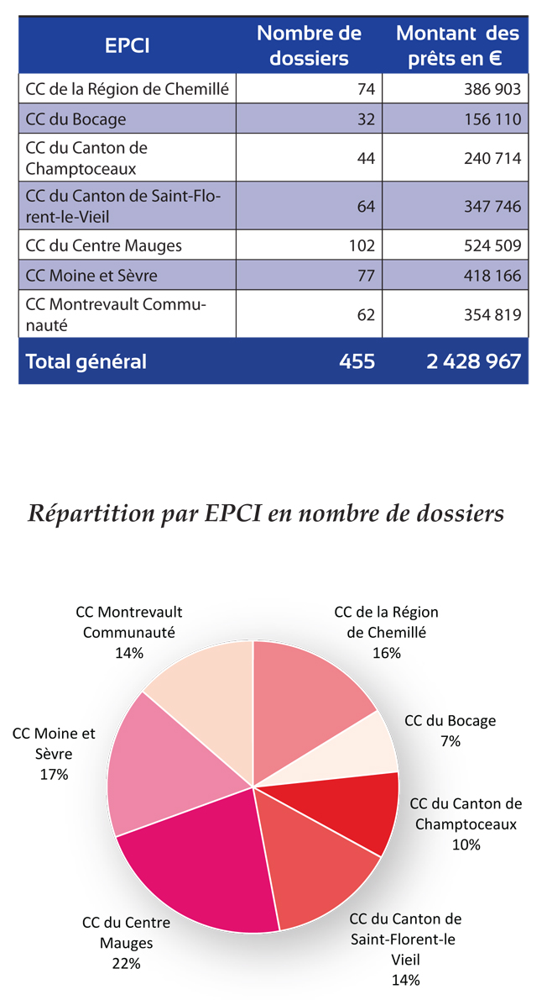 EPCI
Nombre de
dossiers
Montant des
prêts en €
CC de la Région de Chemillé 74 386 903
CC du Bocage 32 156 110
CC du Canton de
Champtoceaux 44 240 714
CC du Canton de Saint-Flo-
rent-le-Vieil 64 347 746
CC du Centre Mauges 102 524 509
CC Moine et Sèvre 77 418 166
CC Montrevault Commu-
nauté 62 354 819
Total général 455 2 428 967
Répartition par EPCI en nombre de dossiers
CC Montrevault
Communauté
14%
CC de la Région
de Chemillé
16%
CC du Bocage
7%
CC Moine et
Sèvre
17%
CC du Canton de
Champtoceaux
10%
CC du Centre
Mauges
22%
CC du Canton de
Saint-Florent-le
Vieil
14%